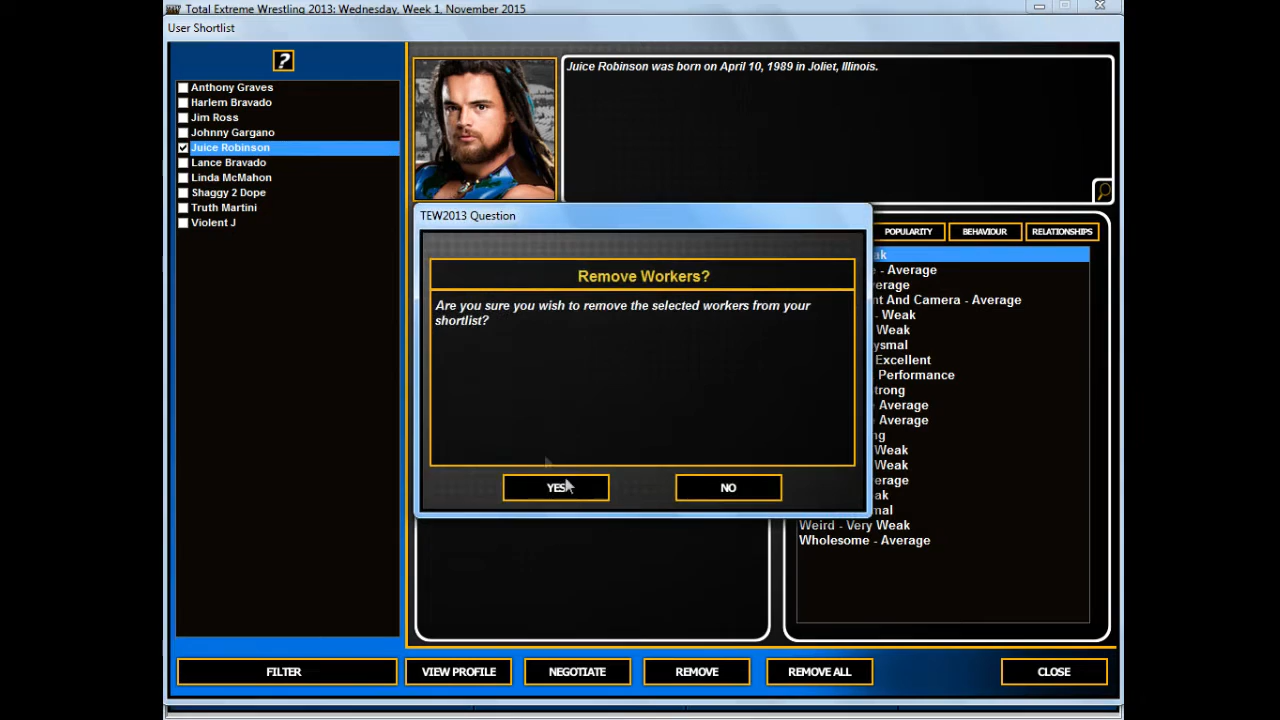 Total Extreme Wrestling 2013: Wednesday, Week 1, November 2015
User Shortlist
?
Anthony Graves
Harlem Bravado
Jim Ross
Johnny Gargano
Juice Robinson
Lance Bravado
Linda McMahon
Shaggy 2 Dope
Truth Martini
Violent J
Juice Robinson was born on April 10, 1989 in Joliet, Illinois.
TEW2013 Question
Remove Workers?
Are you sure you wish to remove the selected workers from your
shortlist?
YES
NO
POPULARITY
BEHAVIOUR
RELATIONSHIPS
ak
- Average
erage
nt And Camera - Average
- Weak
Weak
ysmal
Excellent
Performance
trong
Average
Average
ng
Weak
Weak
erage
ak
mal
Weird - Very Weak
Wholesome - Average
FILTER
VIEW PROFILE
NEGOTIATE
REMOVE
REMOVE ALL
CLOSE